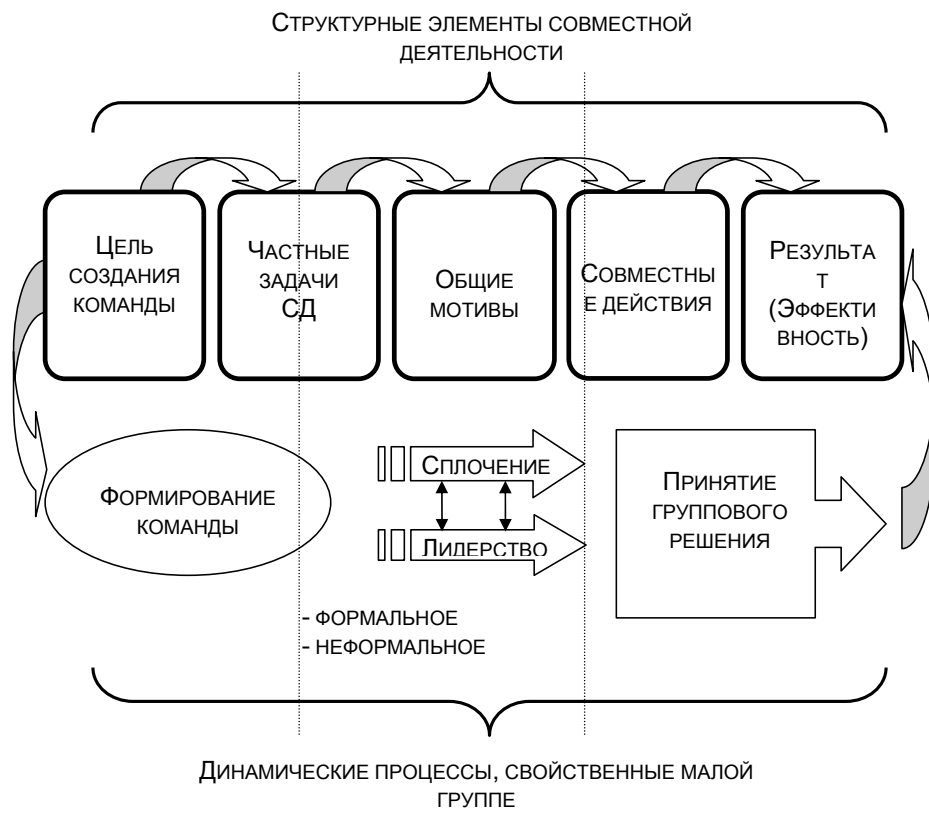 Структурные элементы совместной
деятельности
Цель
создания
команды
Частные
задачи
СД
Общие
мотивы
Совместны
е действия
Результа
т
(Эффекти
вность)
Формирование
команды
Сплочение
Лидерство
Принятие
группового
решения
- формальное
- неформальное
Динамические процессы, свойственные малой
группе